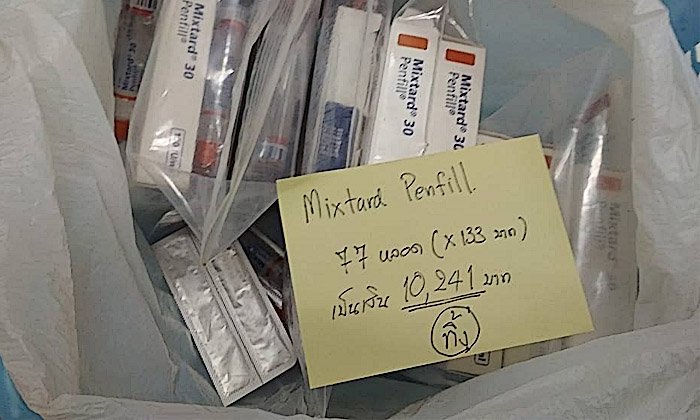 Mixtard® 30
Penfill®
Mixtard® 30
Penfill®
Mixtard® 30
Penfill®
Mixtard Penfill.
77 หลอด (x 133 บาท)
เป็นเงิน 10,241 บาท
ทิ้ง